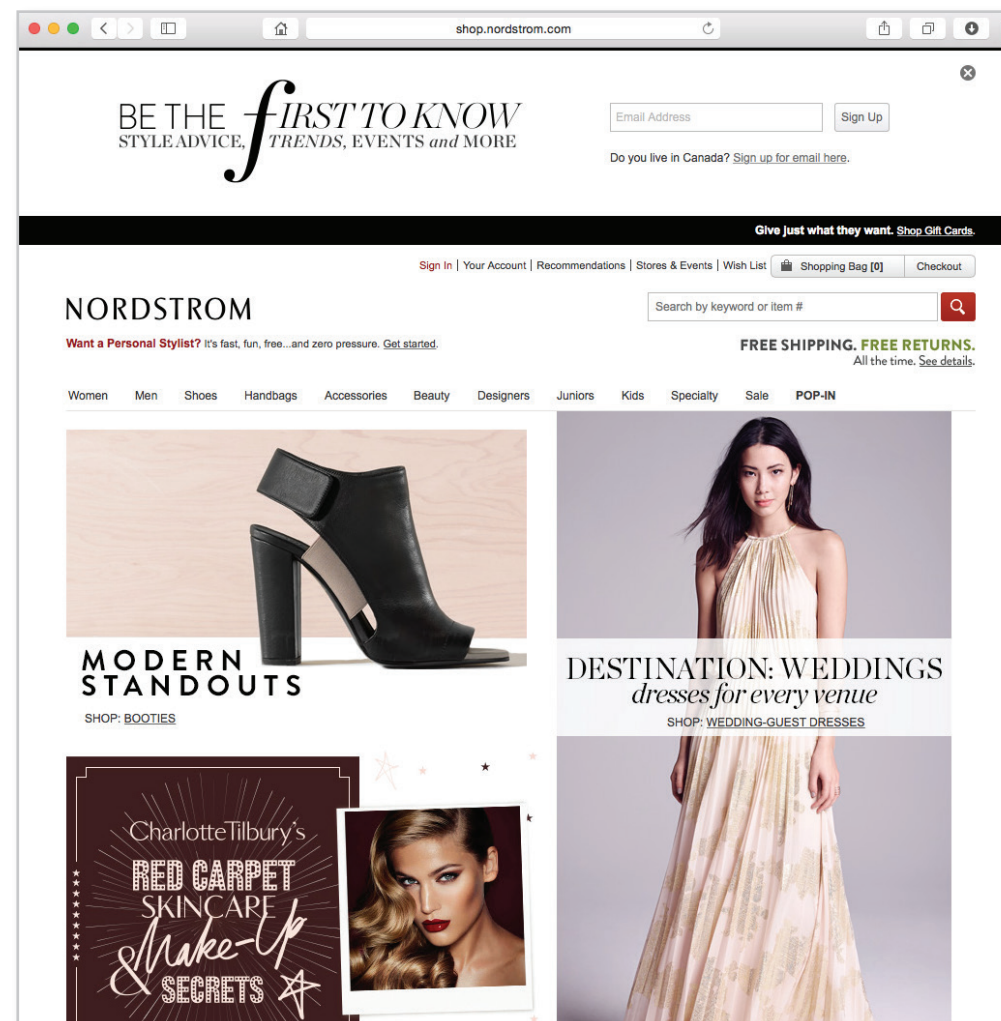 shop.nordstrom.com
BE THE fIRST TO KNOW
STYLE ADVICE, TRENDS, EVENTS and MORE
Email Address
Sign Up
Do you live in Canada? Sign up for email here.
Give just what they want. Shop Gift Cards.
Sign In | Your Account | Recommendations | Stores & Events | Wish List
Shopping Bag [0]
Checkout
NORDSTROM
Search by keyword or item #
Want a Personal Stylist? It's fast, fun, free...and zero pressure. Get started.
FREE SHIPPING. FREE RETURNS.
All the time. See details.
Women Men Shoes Handbags Accessories Beauty Designers Juniors Kids Specialty Sale POP-IN
MODERN
STANDOUTS
SHOP: BOOTIES
DESTINATION: WEDDINGS
dresses for every venue
SHOP: WEDDING-GUEST DRESSES
Charlotte Tilbury's
RED CARPET
SKINCARE
& Make-Up
SECRETS